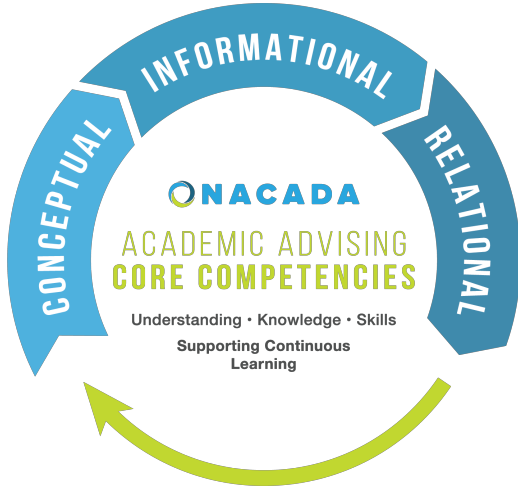 CONCEPTUAL
INFORMATIONAL
RELATIONAL
NACADA
ACADEMIC ADVISING
CORE COMPETENCIES
Understanding • Knowledge • Skills
Supporting Continuous
Learning